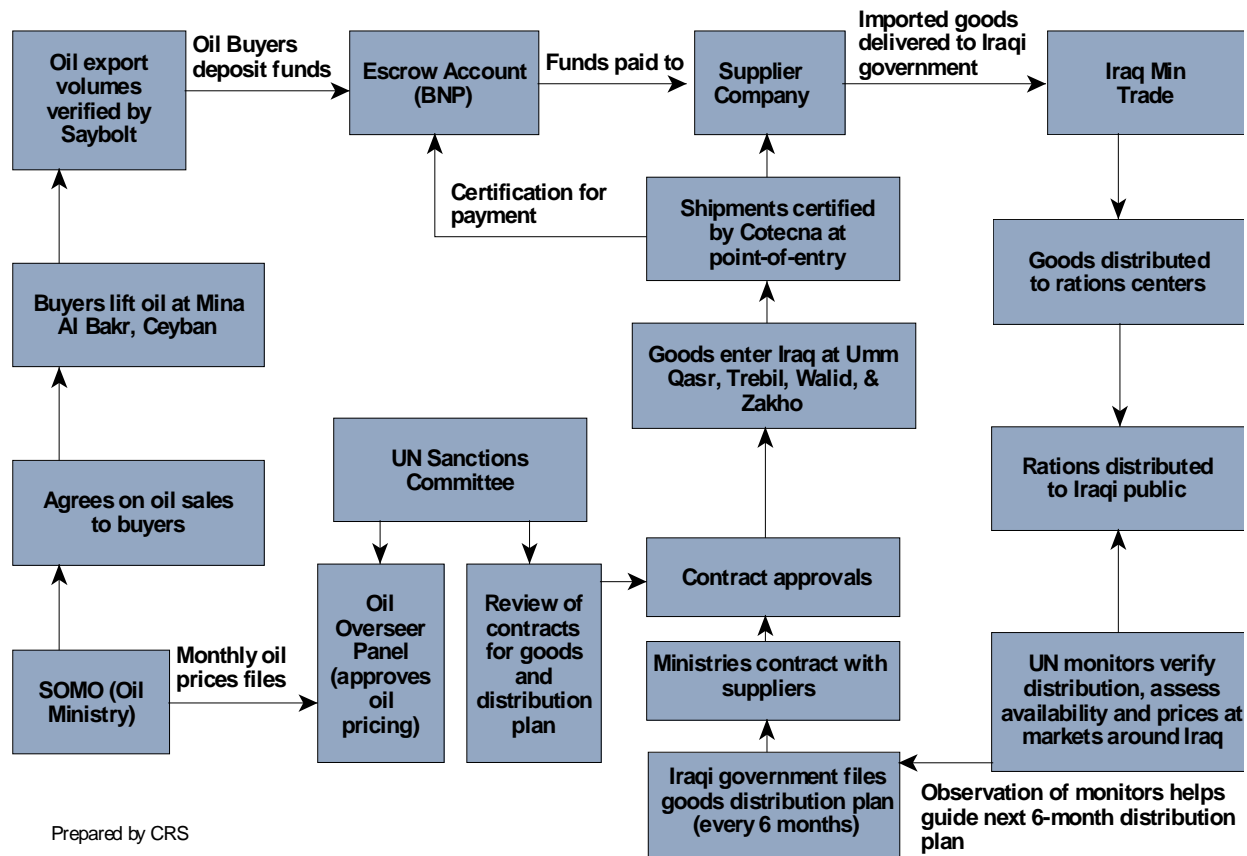 Oil export
volumes
verified by
Saybolt
Oil Buyers
deposit funds
Escrow Account
(BNP)
Funds paid to
Supplier
Company
Imported goods
delivered to Iraqi
government
Iraq Min
Trade
Certification for
payment
Shipments certified
by Cotecna at
point-of-entry
Goods distributed
to rations centers
Buyers lift oil at Mina
Al Bakr, Ceyban
Goods enter Iraq at Umm
Qasr, Trebil, Walid, &
Zakho
UN Sanctions
Committee
Rations distributed
to Iraqi public
Agrees on oil sales
to buyers
Contract approvals
Oil
Overseer
Panel
(approves
oil
pricing)
Review of
contracts
for goods
and
distribution
plan
Monthly oil
prices files
SOMO (Oil
Ministry)
Ministries contract with
suppliers
UN monitors verify
distribution, assess
availability and prices at
markets around Iraq
Iraqi government files
goods distribution plan
(every 6 months)
Observation of monitors helps
guide next 6-month distribution
plan
Prepared by CRS